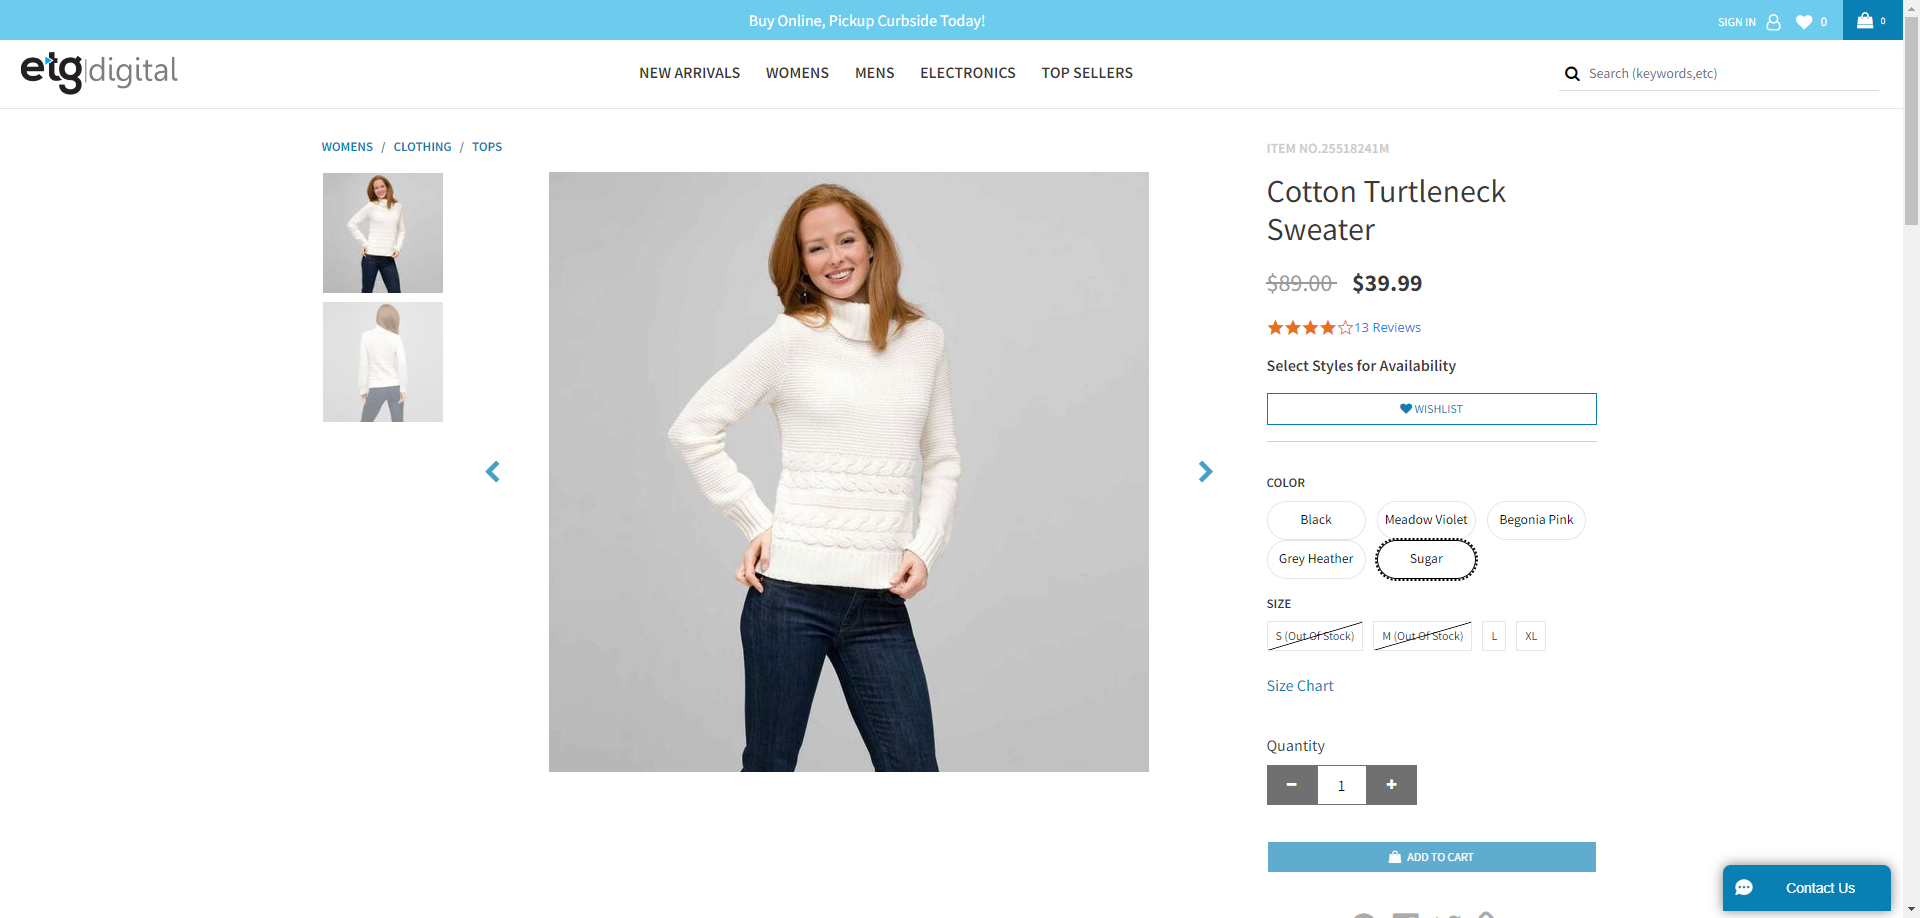 Buy Online, Pickup Curbside Today!
SIGN IN 0 0
etg|digital
NEW ARRIVALS WOMENS MENS ELECTRONICS TOP SELLERS
Search (keywords,etc)
WOMENS / CLOTHING / TOPS
ITEM NO.25518241M
Cotton Turtleneck
Sweater
$89.00 $39.99
13 Reviews
Select Styles for Availability
WISHLIST
COLOR
Black Meadow Violet Begonia Pink
Grey Heather Sugar
SIZE
S (Out Of Stock) M (Out Of Stock) L XL
Size Chart
Quantity
- 1 +
ADD TO CART
Contact Us